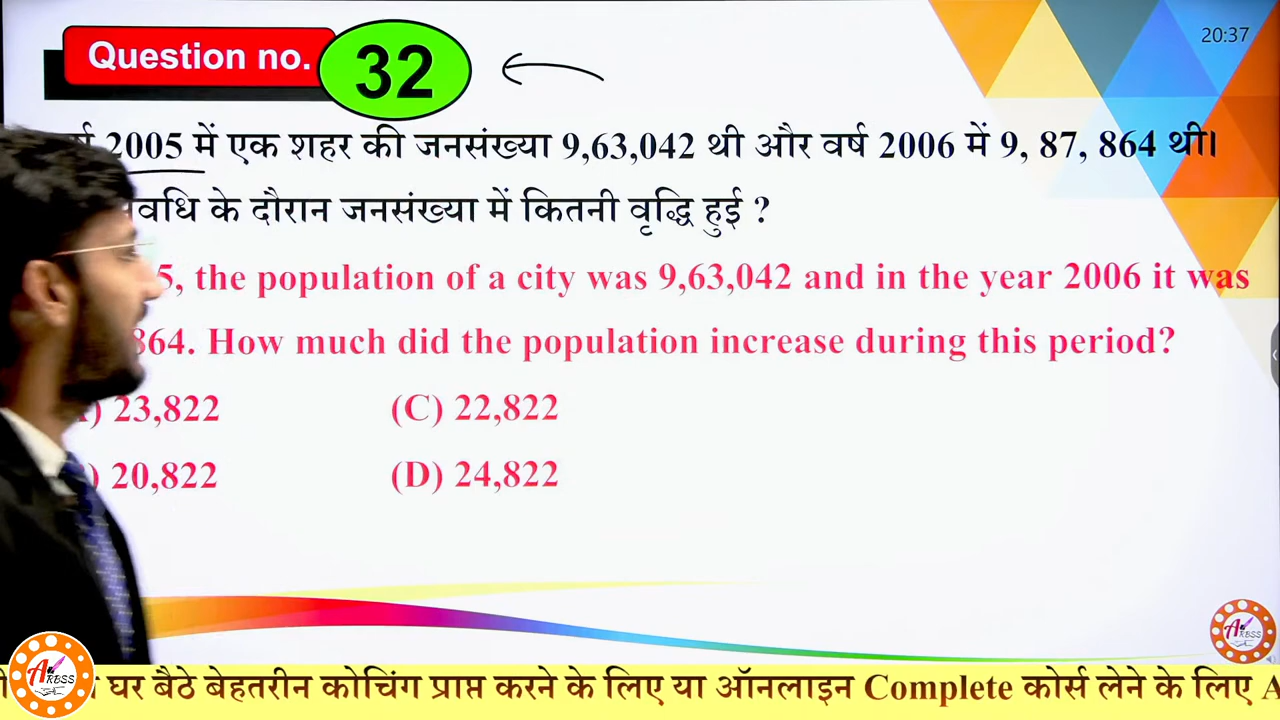 Question no. 32
20:37
2005 में एक शहर की जनसंख्या 9,63,042 थी और वर्ष 2006 में 9, 87, 864 थी।
के दौरान जनसंख्या में कितनी वृद्धि हुई ?
5, the population of a city was 9,63,042 and in the year 2006 it was
864. How much did the population increase during this period?
) 23,822 (C) 22,822
) 20,822 (D) 24,822
ARBSS
ARBSS
घर बैठे बेहतरीन कोचिंग प्राप्त करने के लिए या ऑनलाइन Complete कोर्स लेने के लिए A